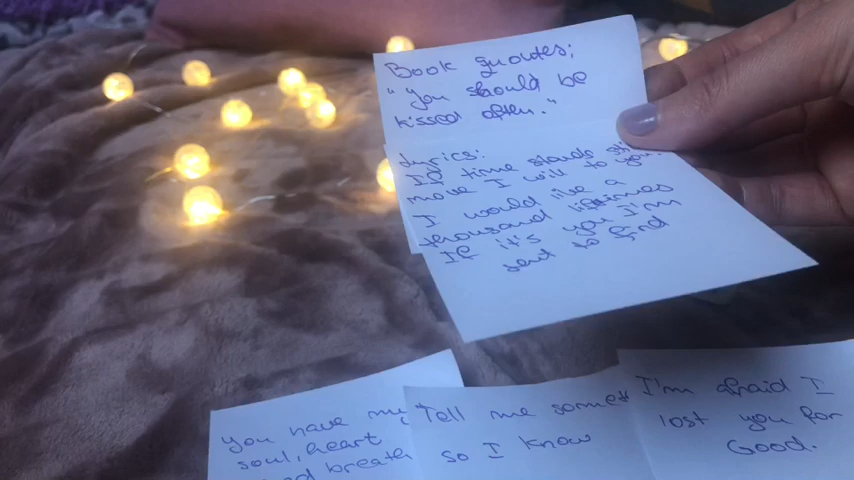 Book quotes:
"You should be
kissed often."
Lyrics:
If time stands
move I will to you.
I would live a
thousand lifetimes
If it's you I'm
sent to find
you have my
soul, heart
breath
Tell me
so I know
I'm afraid I
lost you for
Good.